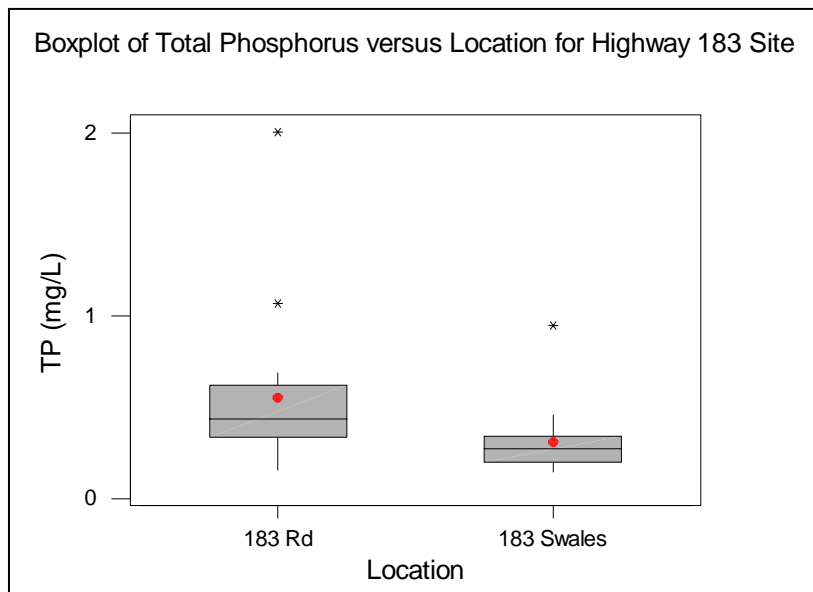 Boxplot of Total Phosphorus versus Location for Highway 183 Site
2
1
0
TP (mg/L)
183 Rd
183 Swales
Location